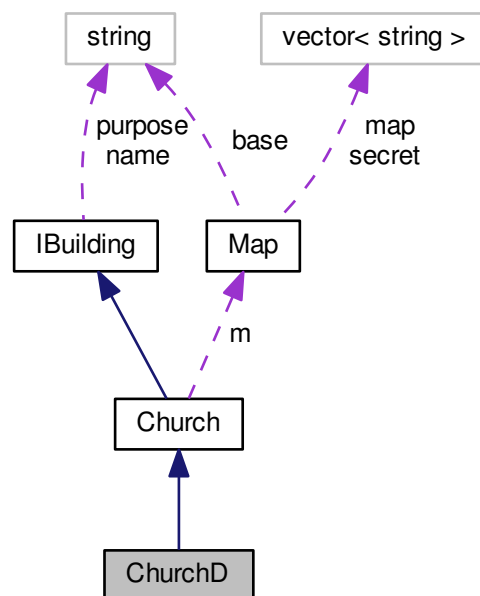 string
vector< string >
purpose
name
base
map
secret
IBuilding
Map
m
Church
ChurchD